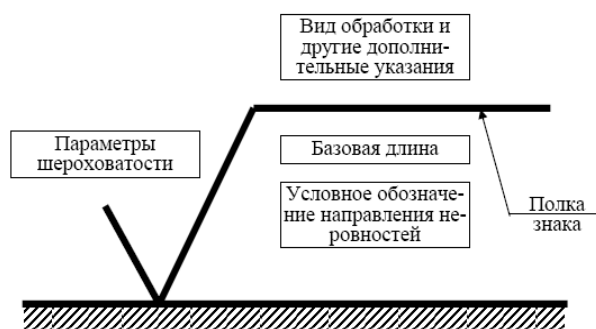 Вид обработки и
другие дополни-
тельные указания
Параметры
шероховатости
Базовая длина
Условное обозначе-
ние направления не-
ровностей
Полка
знака